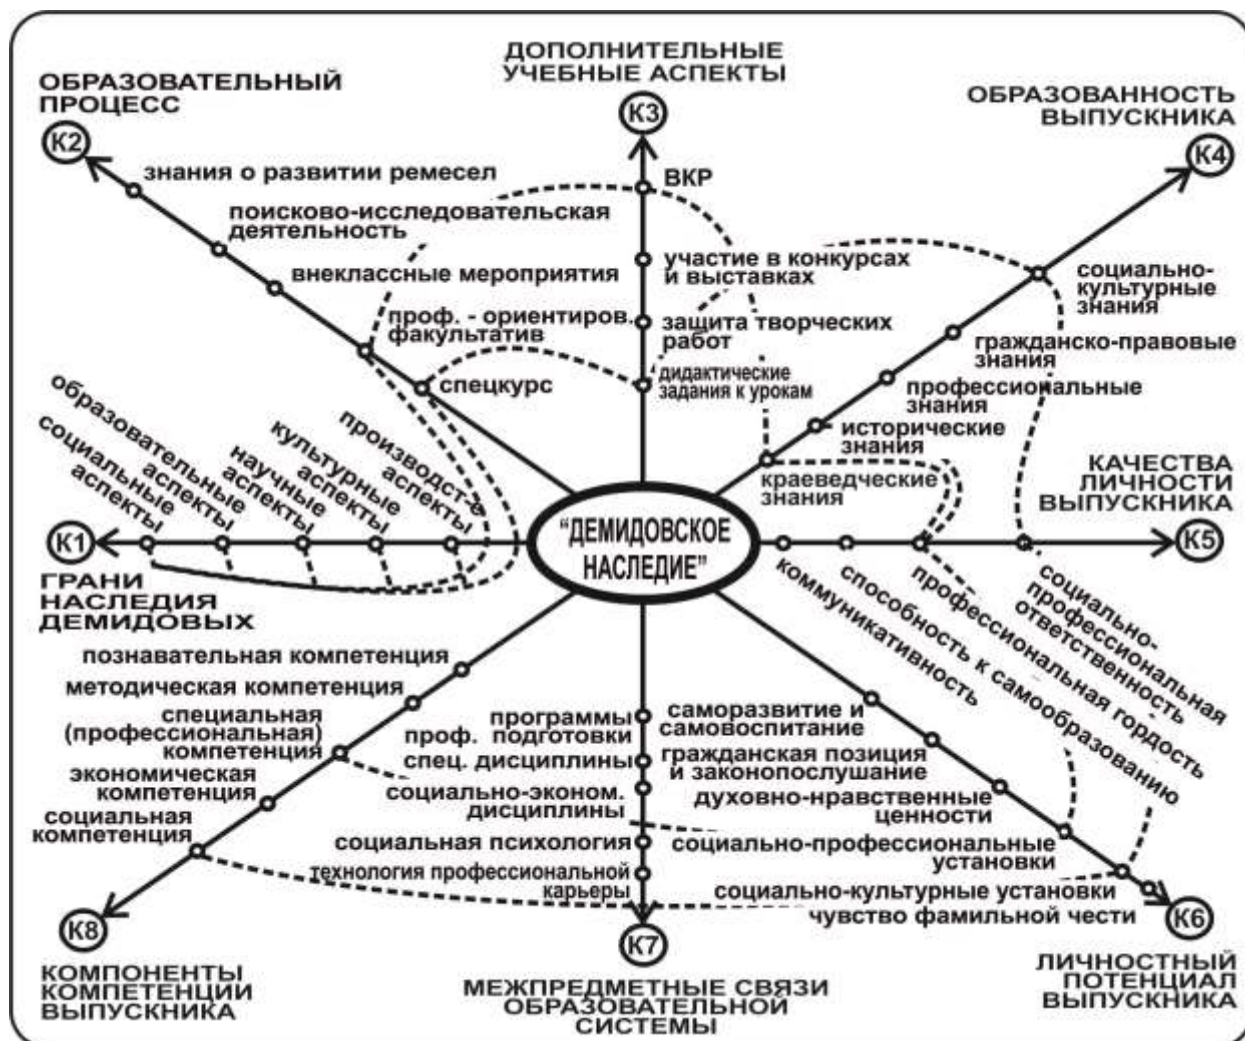 ДОПОЛНИТЕЛЬНЫЕ
УЧЕБНЫЕ АСПЕКТЫ
К3
ОБРАЗОВАТЕЛЬНЫЙ
ПРОЦЕСС
К2
ОБРАЗОВАННОСТЬ
ВЫПУСКНИКА
К4
знания о развитии ремесел
поисково-исследовательская
деятельность
внеклассные мероприятия
проф. - ориентиров.
факультатив
спецкурс
ВКР
участие в конкурсах
и выставках
защита творческих
работ
дидактические
задания к урокам
социально-
культурные
знания
гражданско-правовые
знания
профессиональные
знания
исторические
знания
краеведческие
знания
социальные
аспекты
образовательные
аспекты
научные
аспекты
культурные
аспекты
производст-е
аспекты
К1
ГРАНИ
НАСЛЕДИЯ
ДЕМИДОВЫХ
“ДЕМИДОВСКОЕ
НАСЛЕДИЕ”
КАЧЕСТВА
ЛИЧНОСТИ
ВЫПУСКНИКА
К5
коммуникативность
способность к самообразованию
профессиональная гордость
социально-
профессиональная
ответственность
познавательная компетенция
методическая компетенция
специальная
(профессиональная)
компетенция
экономическая
компетенция
социальная
компетенция
К8
КОМПОНЕНТЫ
КОМПЕТЕНЦИИ
ВЫПУСКНИКА
программы
проф. подготовки
спец. дисциплины
социально-эконом.
дисциплины
социальная психология
технология профессиональной
карьеры
К7
МЕЖПРЕДМЕТНЫЕ СВЯЗИ
ОБРАЗОВАТЕЛЬНОЙ
СИСТЕМЫ
саморазвитие и
самовоспитание
гражданская позиция
и законопослушание
духовно-нравственные
ценности
социально-профессиональные
установки
социально-культурные установки
чувство фамильной чести
К6
ЛИЧНОСТНЫЙ
ПОТЕНЦИАЛ
ВЫПУСКНИКА